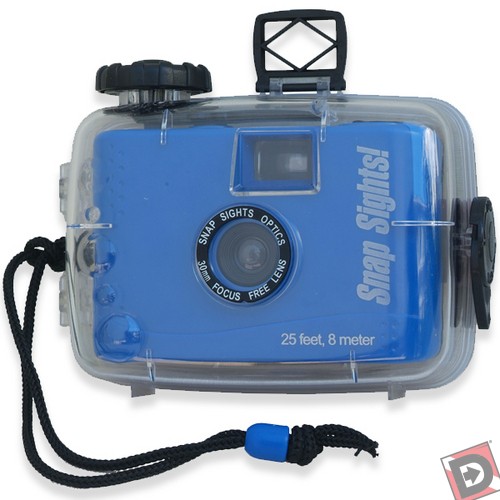 Snap Sights!
SNAP SIGHTS OPTICS
30mm FOCUS FREE LENS
25 feet, 8 meter
D